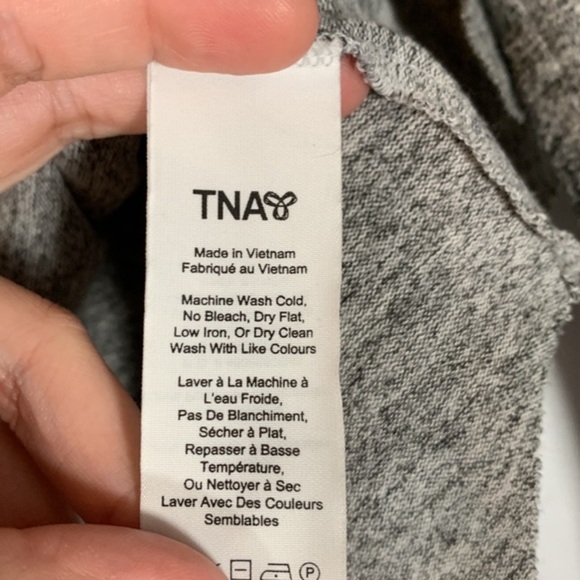 TNA
Made in Vietnam
Fabriqué au Vietnam
Machine Wash Cold,
No Bleach, Dry Flat,
Low Iron, Or Dry Clean
Wash With Like Colours
Laver à La Machine à
L'eau Froide,
Pas De Blanchiment,
Sécher à Plat,
Repasser à Basse
Température,
Ou Nettoyer à Sec
Laver Avec Des Couleurs
Semblables
P